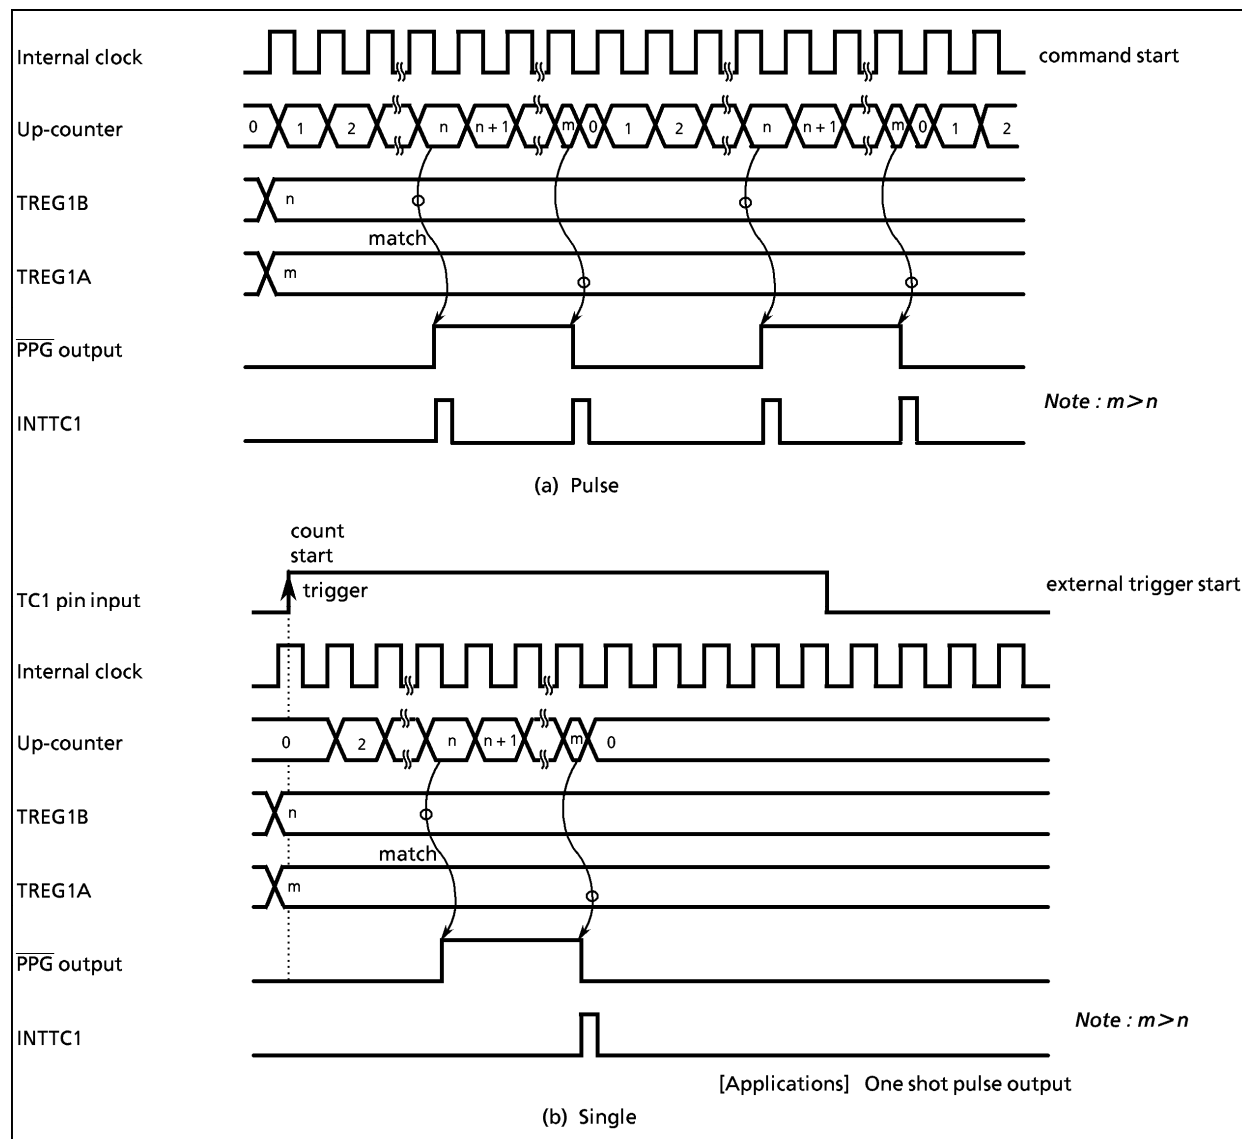 Internal clock
command start
Up-counter
0 1 2 n n + 1 m 0 1 2 n n + 1 m 0 1 2
TREG1B
n
match
TREG1A
m
PPG output
Note : m>n
INTTC1
(a) Pulse
count
start
trigger
external trigger start
TC1 pin input
Internal clock
Up-counter
0 2 n n + 1 m 0
TREG1B
n
match
TREG1A
m
PPG output
Note : m>n
INTTC1
[Applications] One shot pulse output
(b) Single